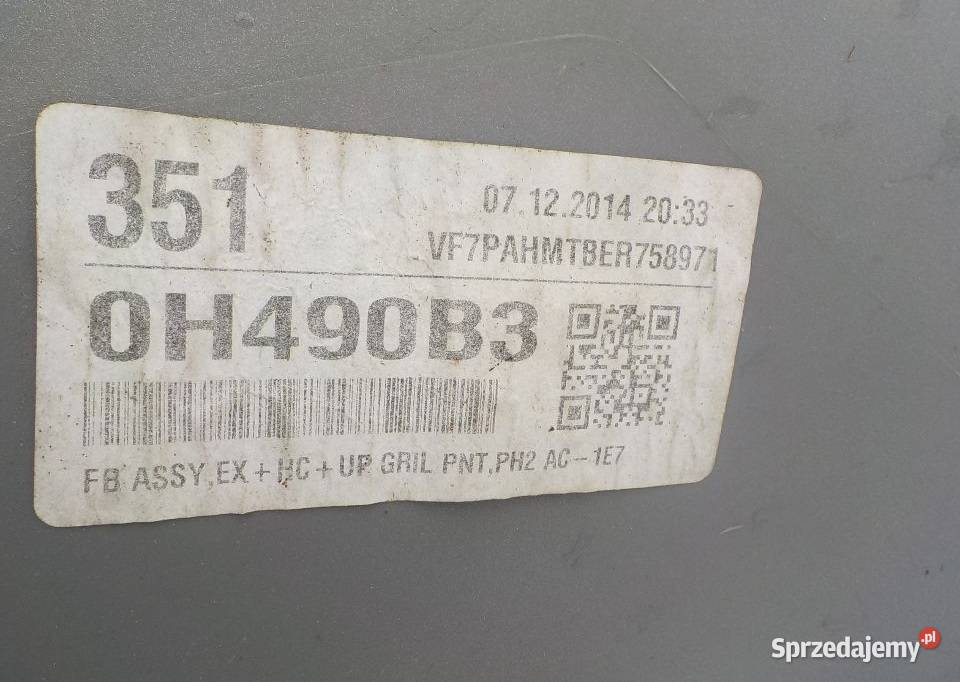 351
07.12.2014 20:33
VF7PAHMTBER758971
0H490B3
FB ASSY,EX+HC+UP GRIL PNT,PH2 AC-1E7
Sprzedajemy.pl